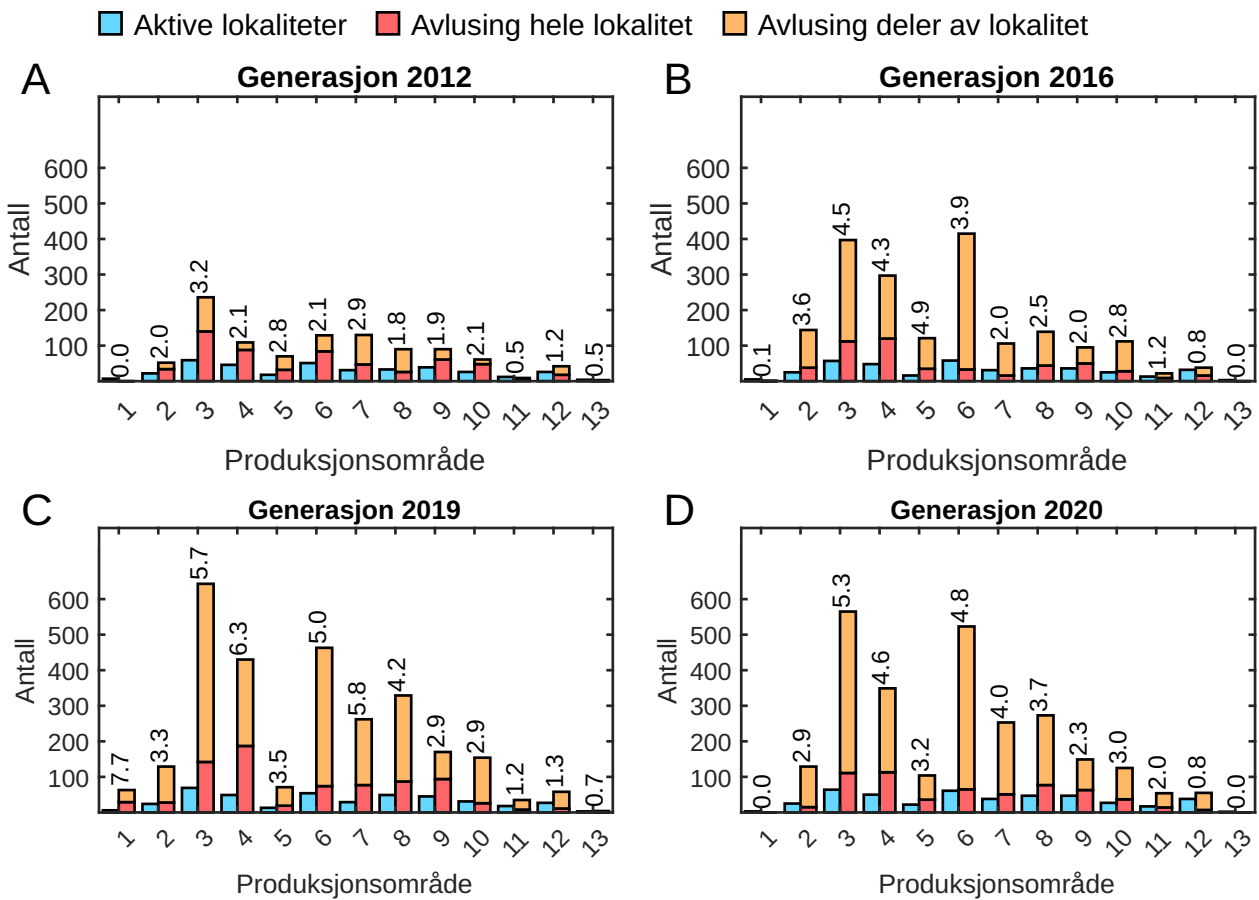 Aktive lokaliteter Avlusing hele lokalitet Avlusing deler av lokalitet
A
Generasjon 2012
Antall
600
500
400
300
200
100
0.0 2.0 3.2 2.1 2.8 2.1 2.9 1.8 1.9 2.1 0.5 1.2 0.5
1 2 3 4 5 6 7 8 9 10 11 12 13
Produksjonsområde
B
Generasjon 2016
Antall
600
500
400
300
200
100
0.1 3.6 4.5 4.3 4.9 3.9 2.0 2.5 2.0 2.8 1.2 0.8 0.0
1 2 3 4 5 6 7 8 9 10 11 12 13
Produksjonsområde
C
Generasjon 2019
Antall
600
500
400
300
200
100
7.7 3.3 5.7 6.3 3.5 5.0 5.8 4.2 2.9 2.9 1.2 1.3 0.7
1 2 3 4 5 6 7 8 9 10 11 12 13
Produksjonsområde
D
Generasjon 2020
Antall
600
500
400
300
200
100
0.0 2.9 5.3 4.6 3.2 4.8 4.0 3.7 2.3 3.0 2.0 0.8 0.0
1 2 3 4 5 6 7 8 9 10 11 12 13
Produksjonsområde